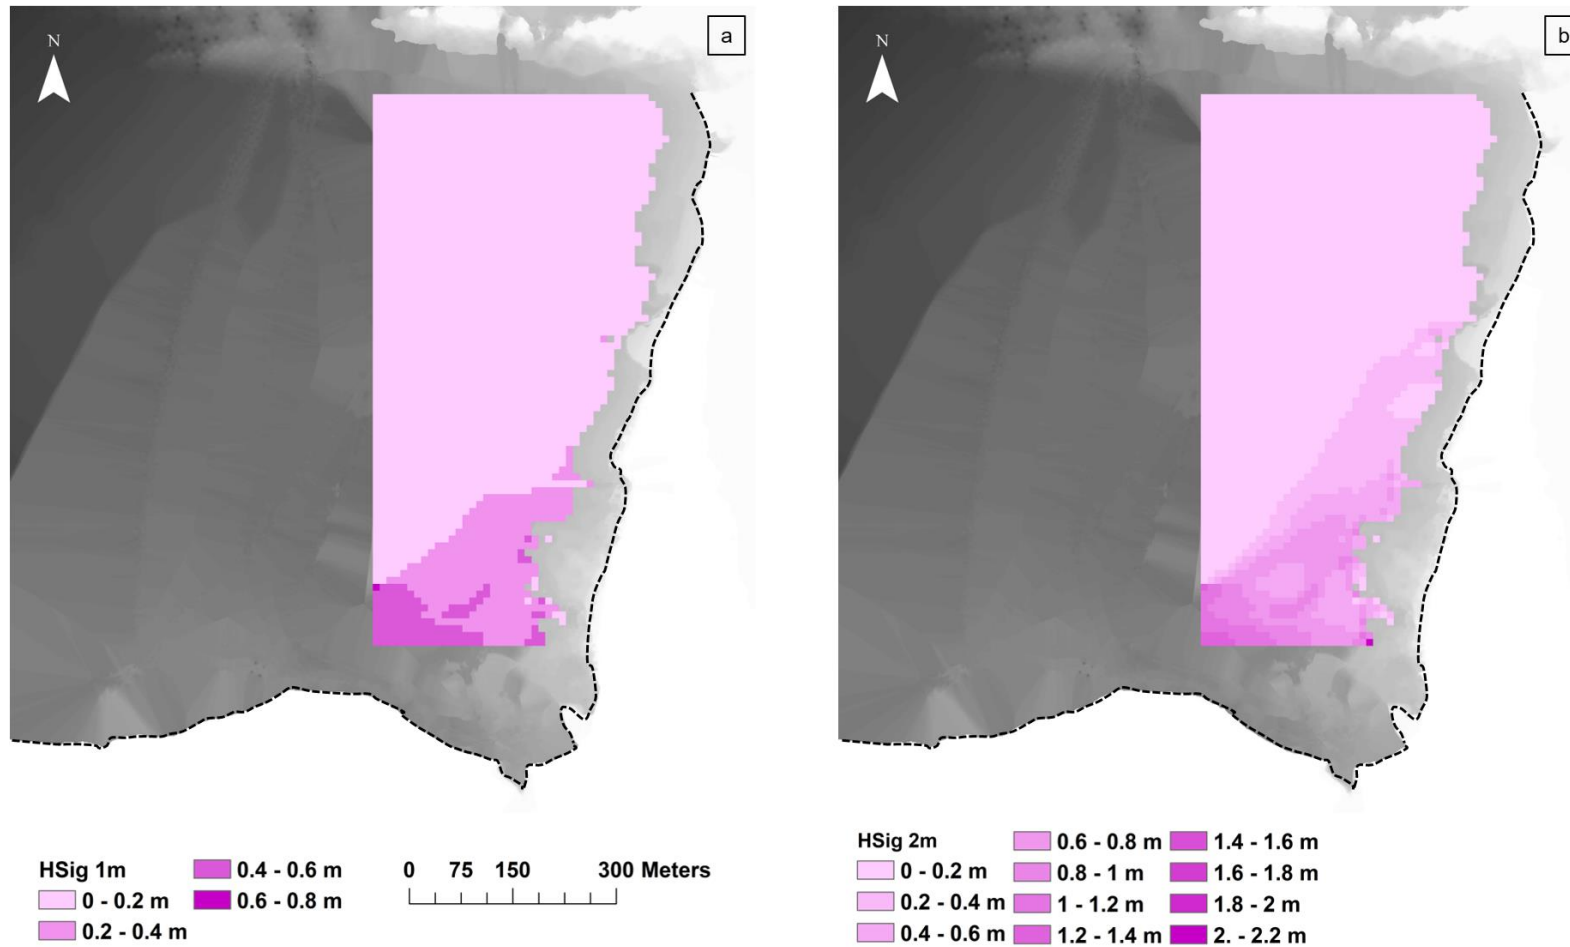 N
a
N
b
HSig 1m
0 - 0.2 m
0.2 - 0.4 m
0.4 - 0.6 m
0.6 - 0.8 m
0 75 150 300 Meters
HSig 2m
0 - 0.2 m
0.2 - 0.4 m
0.4 - 0.6 m
0.6 - 0.8 m
0.8 - 1 m
1 - 1.2 m
1.2 - 1.4 m
1.4 - 1.6 m
1.6 - 1.8 m
1.8 - 2 m
2. - 2.2 m